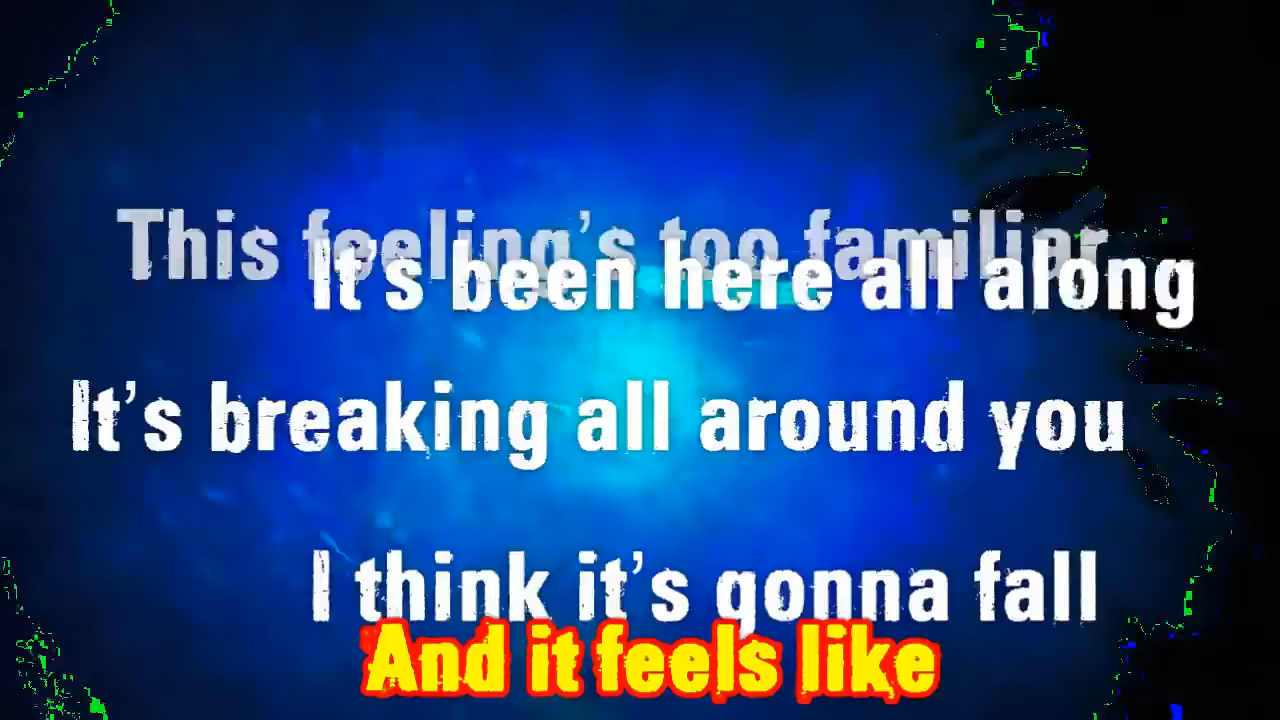 This feeling's too familiar
It's been here all along
It's breaking all around you
I think it's gonna fall
And it feels like